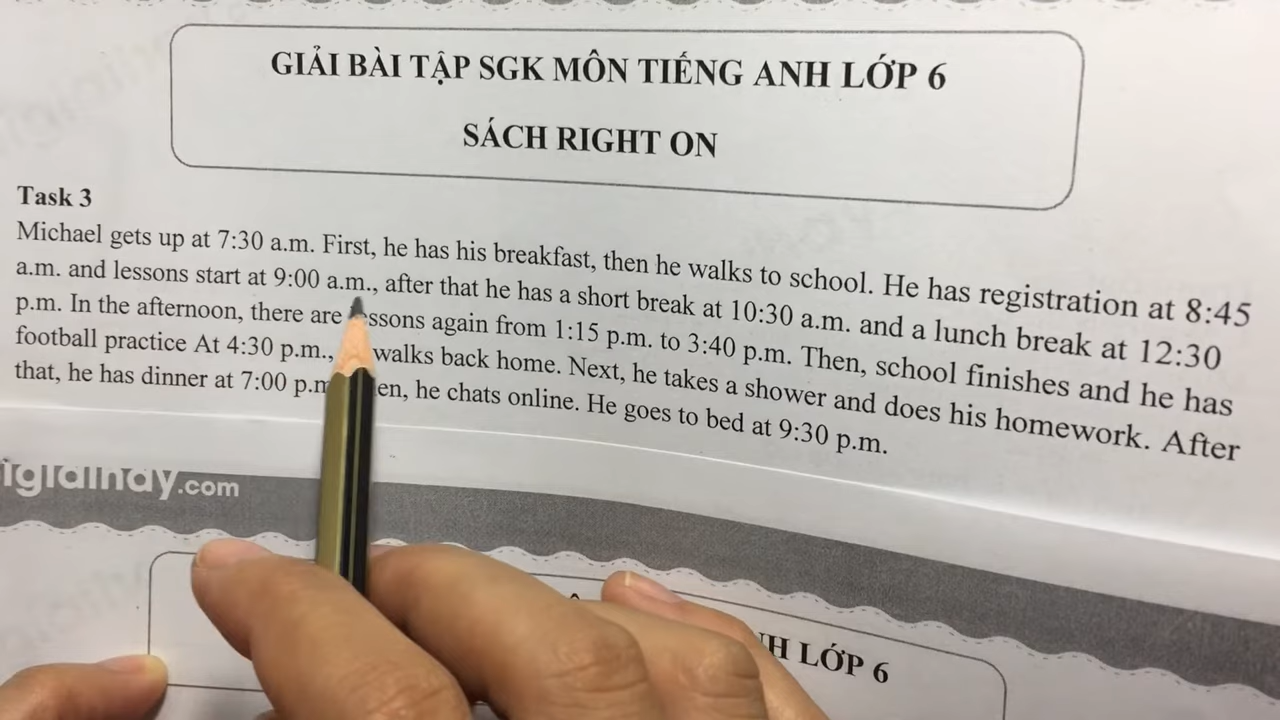 GIẢI BÀI TẬP SGK MÔN TIẾNG ANH LỚP 6
SÁCH RIGHT ON
Task 3
Michael gets up at 7:30 a.m. First, he has his breakfast, then he walks to school. He has registration at 8:45
a.m. and lessons start at 9:00 a.m., after that he has a short break at 10:30 a.m. and a lunch break at 12:30
p.m. In the afternoon, there are again from 1:15 p.m. to 3:40 p.m. Then, school finishes and he has
football practice At 4:30 p.m., walks back home. Next, he takes a shower and does his homework. After
that, he has dinner at 7:00 he chats online. He goes to bed at 9:30 p.m.
.com
LỚP 6